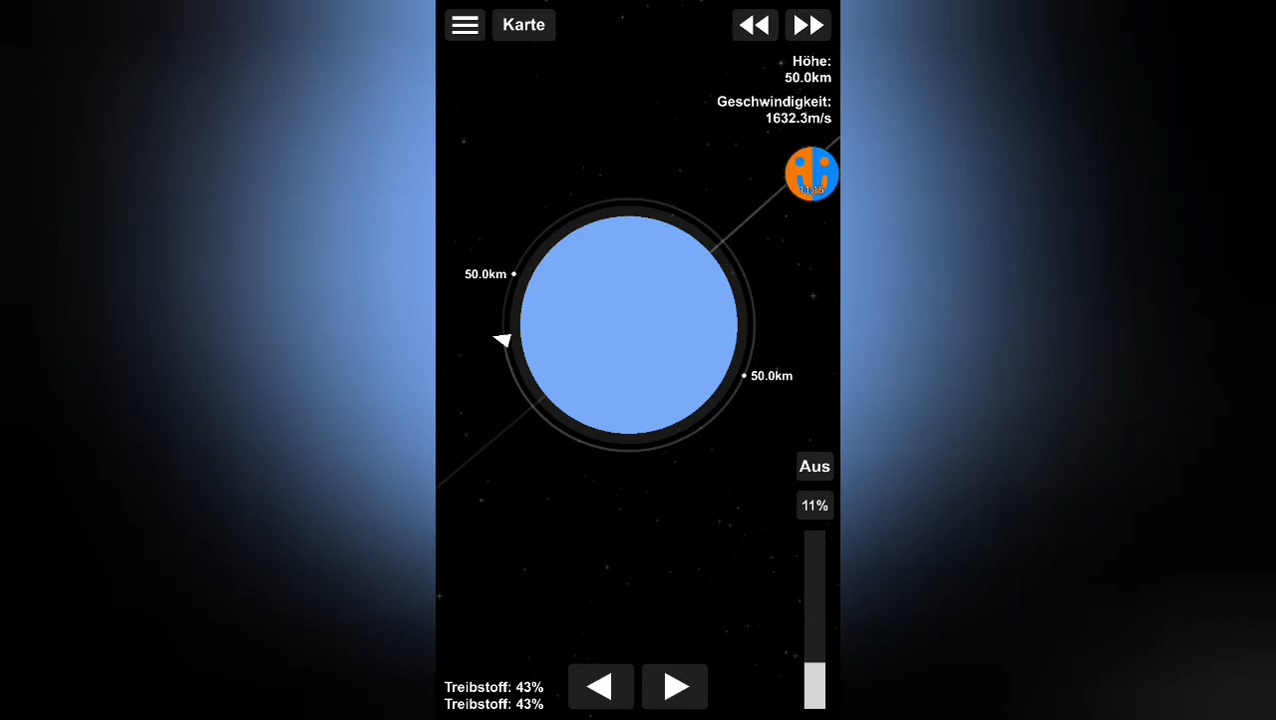 Karte
Höhe:
50.0km
Geschwindigkeit:
1632.3m/s
50.0km
50.0km
Aus
11%
Treibstoff: 43%
Treibstoff: 43%